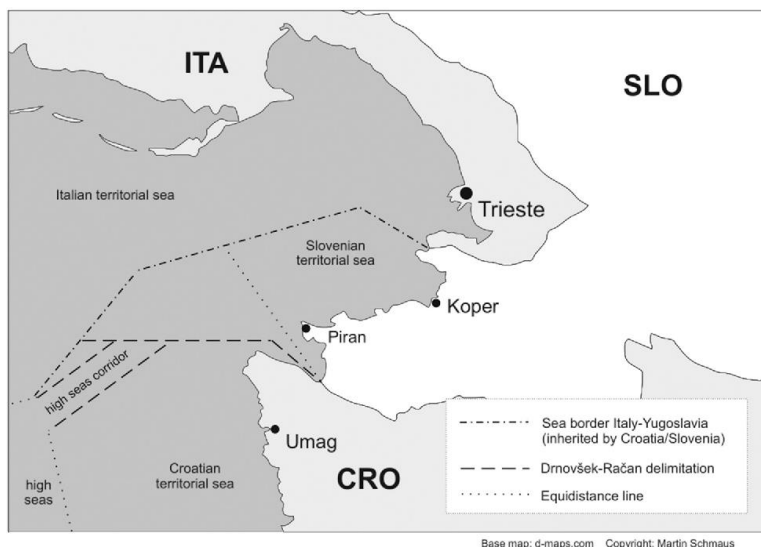 ITA
SLO
Italian territorial sea
Trieste
Slovenian
territorial sea
Koper
Piran
high seas corridor
Umag
Croatian
territorial sea
CRO
high
seas
Sea border Italy-Yugoslavia
(inherited by Croatia/Slovenia)
Drnovšek-Račan delimitation
Equidistance line
Base map: d-maps.com Copyright: Martin Schmaus